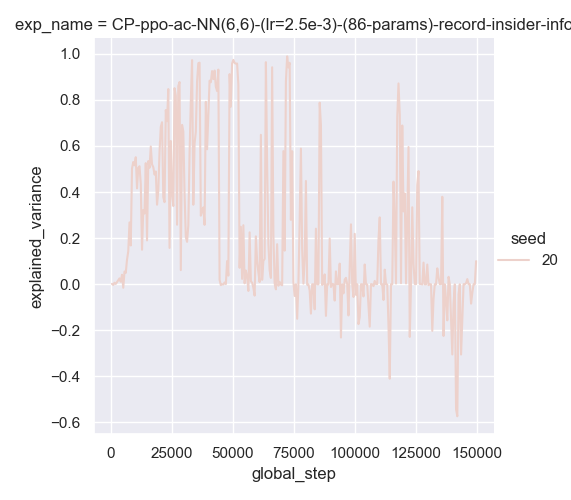 exp_name = CP-ppo-ac-NN(6,6)-(lr=2.5e-3)-(86-params)-record-insider-info
1.0
0.8
0.6
0.4
0.2
0.0
−0.2
−0.4
−0.6
explained_variance
0 25000 50000 75000 100000 125000 150000
global_step
seed
20